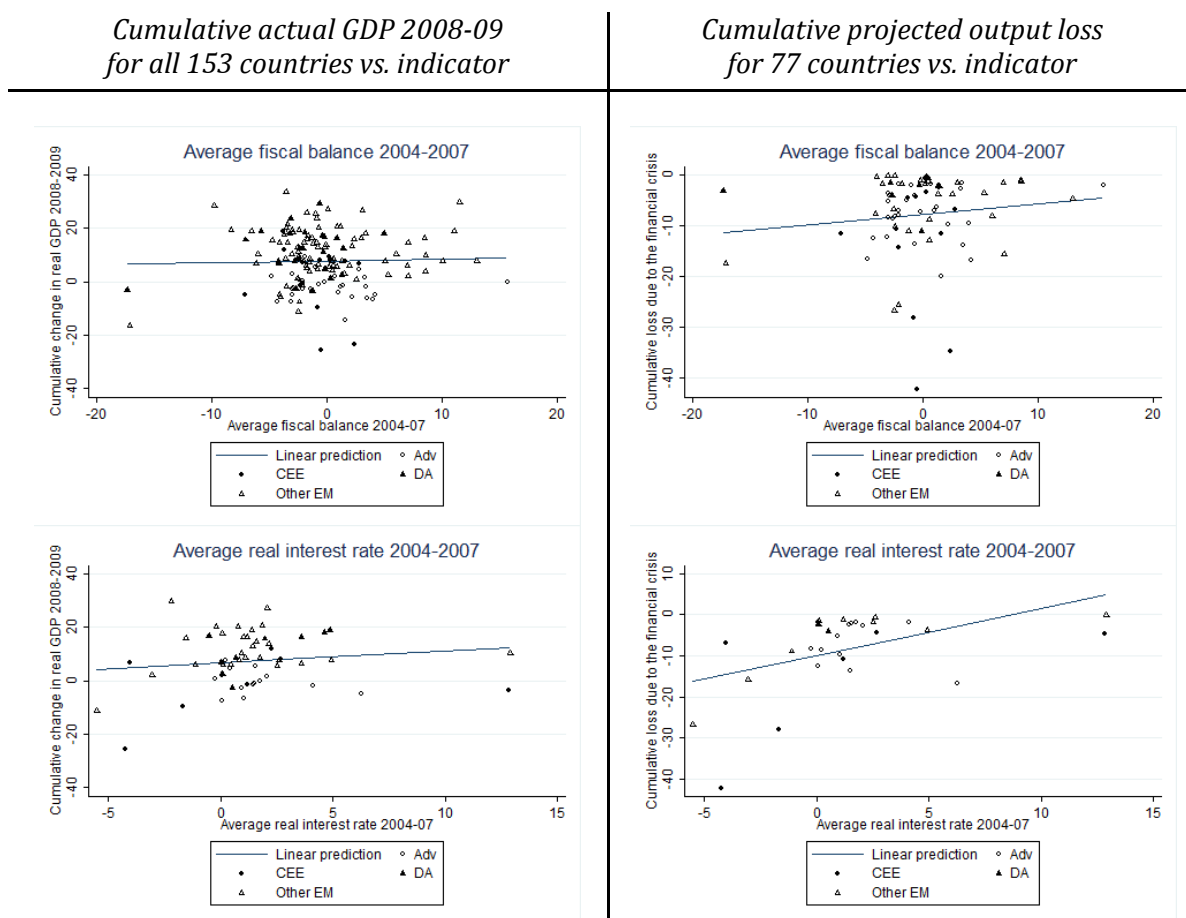 Cumulative actual GDP 2008-09
for all 153 countries vs. indicator
Cumulative projected output loss
for 77 countries vs. indicator
Average fiscal balance 2004-2007
Cumulative change in real GDP 2008-2009
40
20
0
-20
-40
-20
-10
0
10
20
Average fiscal balance 2004-07
Linear prediction
Adv
CEE
DA
Other EM
Average fiscal balance 2004-2007
Cumulative loss due to the financial crisis
0
-10
-20
-30
-40
-20
-10
0
10
20
Average fiscal balance 2004-07
Linear prediction
Adv
CEE
DA
Other EM
Average real interest rate 2004-2007
Cumulative change in real GDP 2008-2009
40
20
0
-20
-40
-5
0
5
10
15
Average real interest rate 2004-07
Linear prediction
Adv
CEE
DA
Other EM
Average real interest rate 2004-2007
Cumulative loss due to the financial crisis
10
0
-10
-20
-30
-40
-5
0
5
10
15
Average real interest rate 2004-07
Linear prediction
Adv
CEE
DA
Other EM